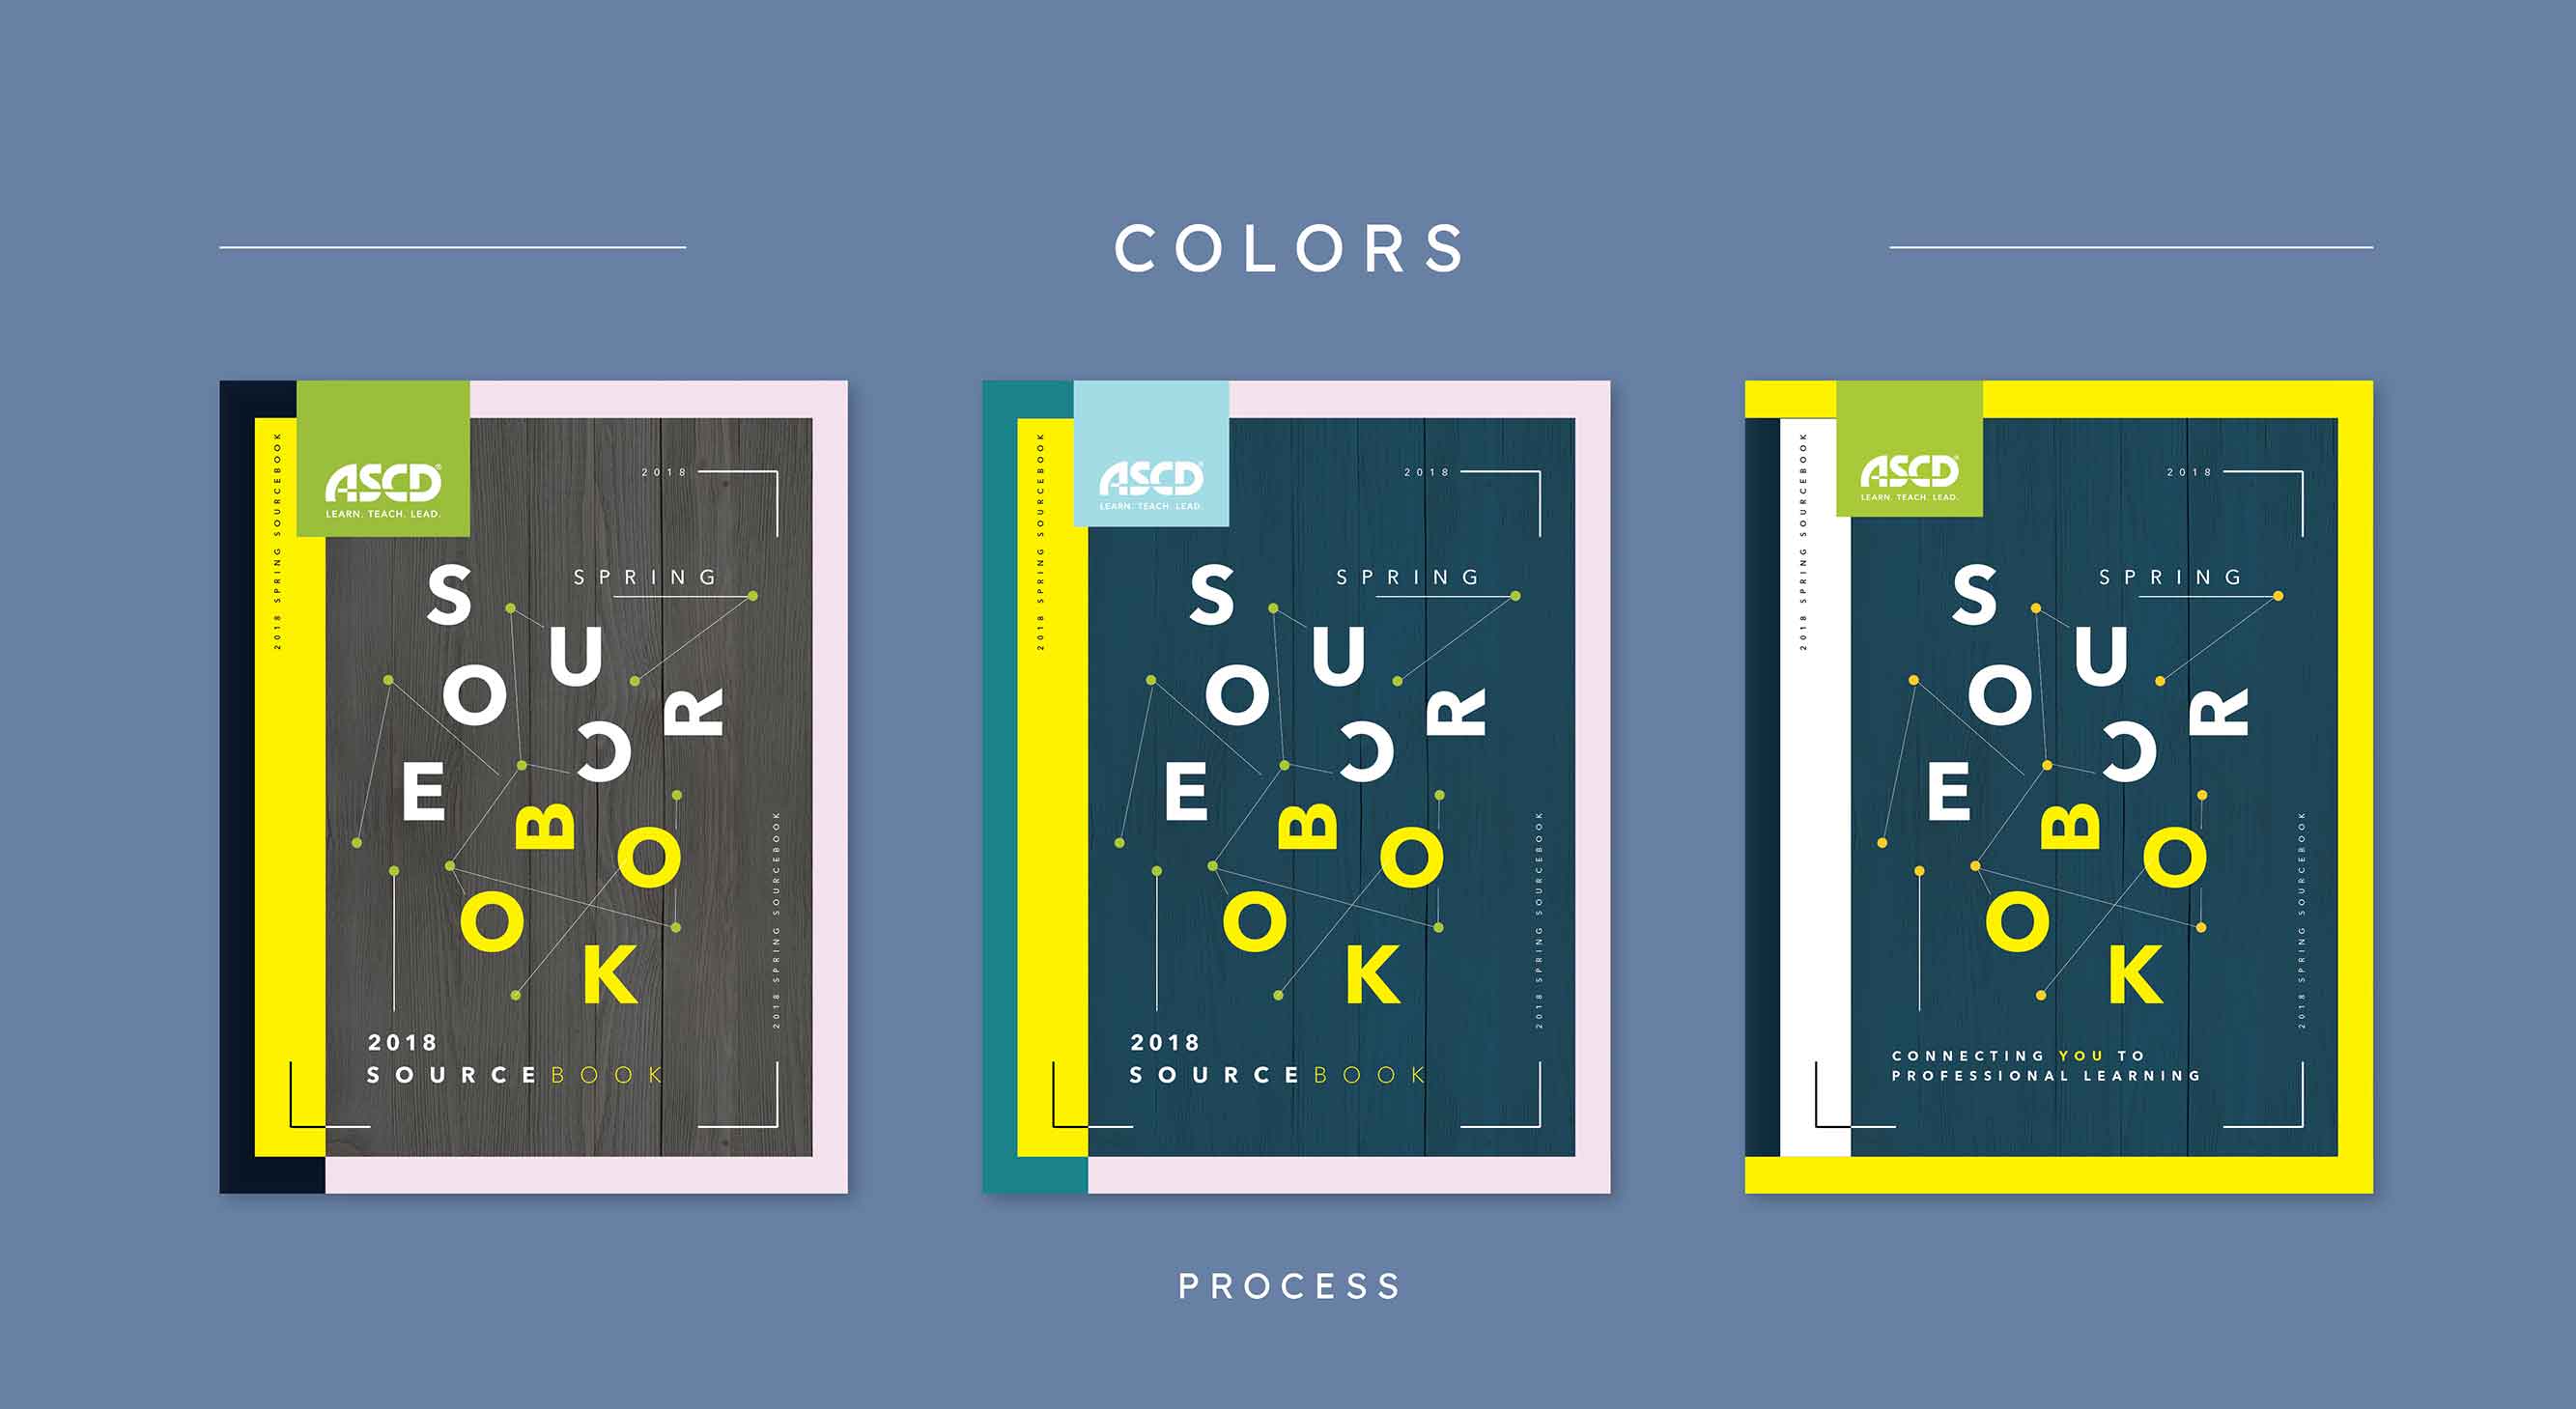 COLORS
2018 SPRING SOURCEBOOK
ASCD®
LEARN. TEACH. LEAD.
2018
SPRING
S
U
O
R
C
E
B
O
O
K
2018 SPRING SOURCEBOOK
2018
SOURCEBOOK
2018 SPRING SOURCEBOOK
ASCD
LEARN. TEACH. LEAD.
2018
SPRING
S
U
O
R
C
E
B
O
O
K
2018 SPRING SOURCEBOOK
2018
SOURCEBOOK
2018 SPRING SOURCEBOOK
ASCD®
LEARN. TEACH. LEAD.
2018
SPRING
S
U
O
R
C
E
B
O
O
K
2018 SPRING SOURCEBOOK
CONNECTING YOU TO
PROFESSIONAL LEARNING
PROCESS